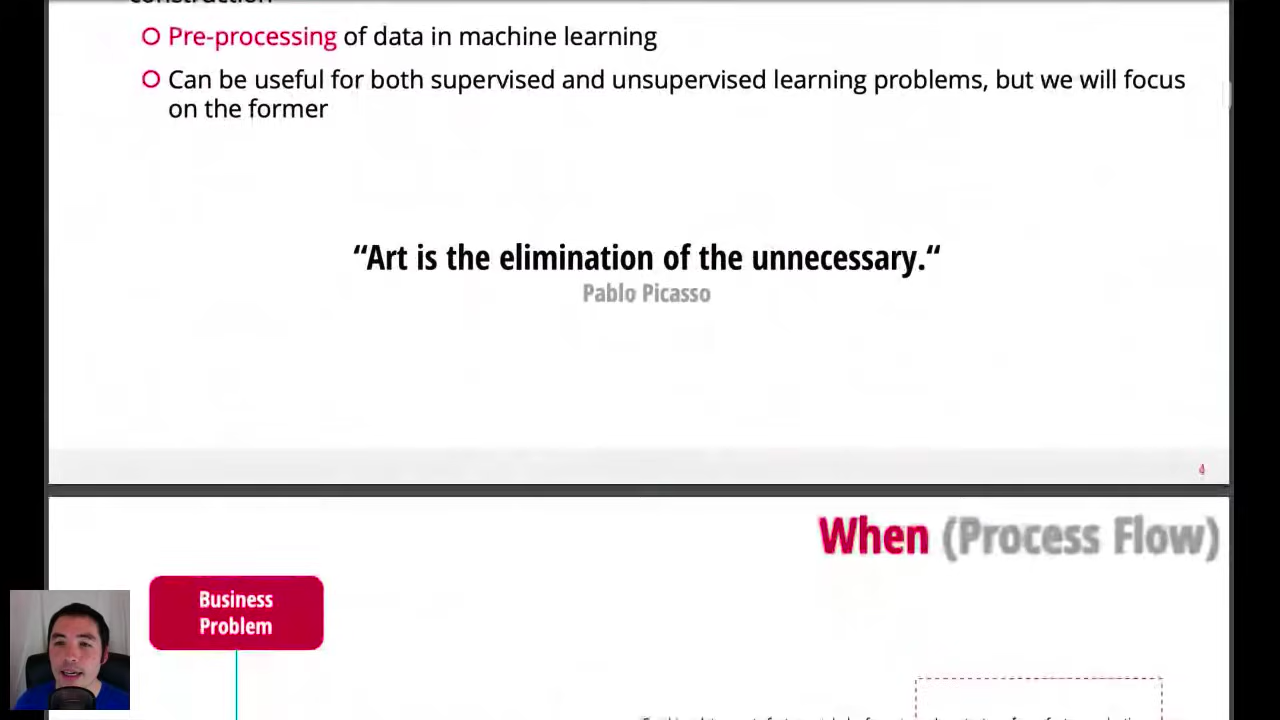 construction
Pre-processing of data in machine learning
Can be useful for both supervised and unsupervised learning problems, but we will focus
on the former
“Art is the elimination of the unnecessary.“
Pablo Picasso
4
When (Process Flow)
Business
Problem